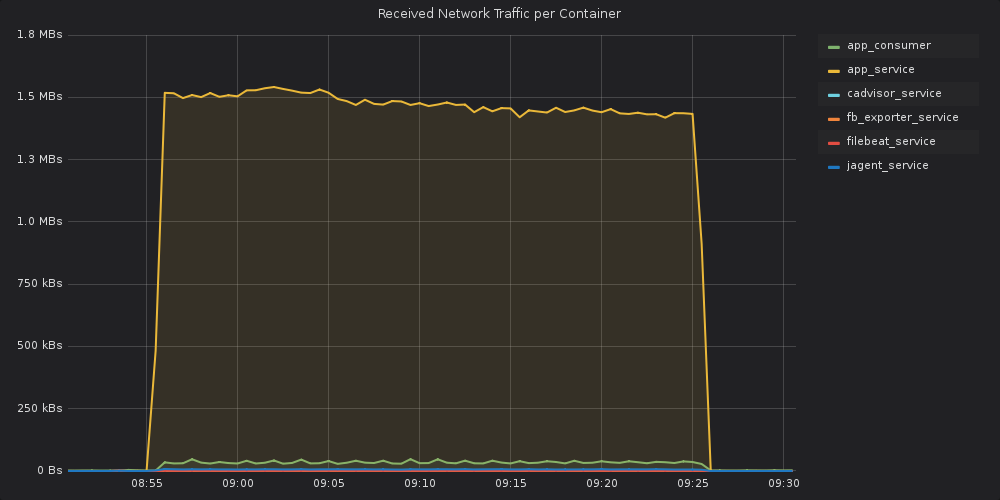 Received Network Traffic per Container
1.8 MBs
1.5 MBs
1.3 MBs
1.0 MBs
750 kBs
500 kBs
250 kBs
0 Bs
08:55
09:00
09:05
09:10
09:15
09:20
09:25
09:30
app_consumer
app_service
cadvisor_service
fb_exporter_service
filebeat_service
jagent_service